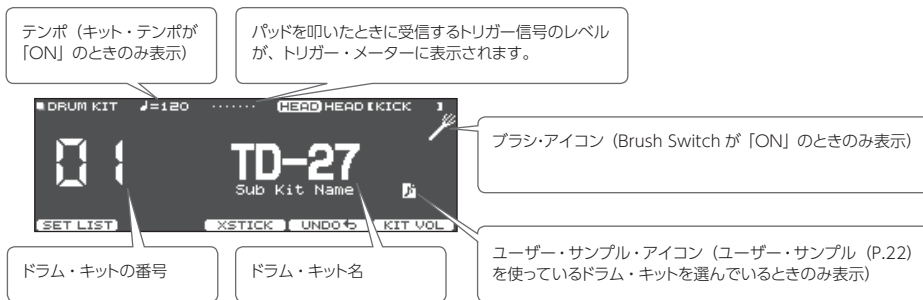 テンポ（キット・テンポが
「ON」のときのみ表示）
パッドを叩いたときに受信するトリガー信号のレベル
が、トリガー・メーターに表示されます。
DRUM KIT ♩=120 ・・・・・・・ HEAD HEAD [KICK ]
01
TD-27
Sub Kit Name
SET LIST XSTICK UNDO KIT VOL
ブラシ・アイコン（Brush Switch が「ON」のときのみ表示）
ユーザー・サンプル・アイコン（ユーザー・サンプル（P.22）
を使っているドラム・キットを選んでいるときのみ表示）
ドラム・キットの番号
ドラム・キット名